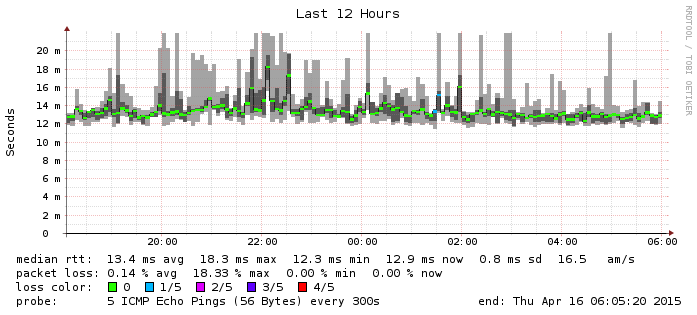 Last 12 Hours
RRDTOOL / TOBI OETIKER
Seconds
20 m
18 m
16 m
14 m
12 m
10 m
8 m
6 m
4 m
2 m
0
20:00 22:00 00:00 02:00 04:00 06:00
median rtt: 13.4 ms avg 18.3 ms max 12.3 ms min 12.9 ms now 0.8 ms sd 16.5 am/s
packet loss: 0.14 % avg 18.33 % max 0.00 % min 0.00 % now
loss color: 0 1/5 2/5 3/5 4/5
probe: 5 ICMP Echo Pings (56 Bytes) every 300s end: Thu Apr 16 06:05:20 2015